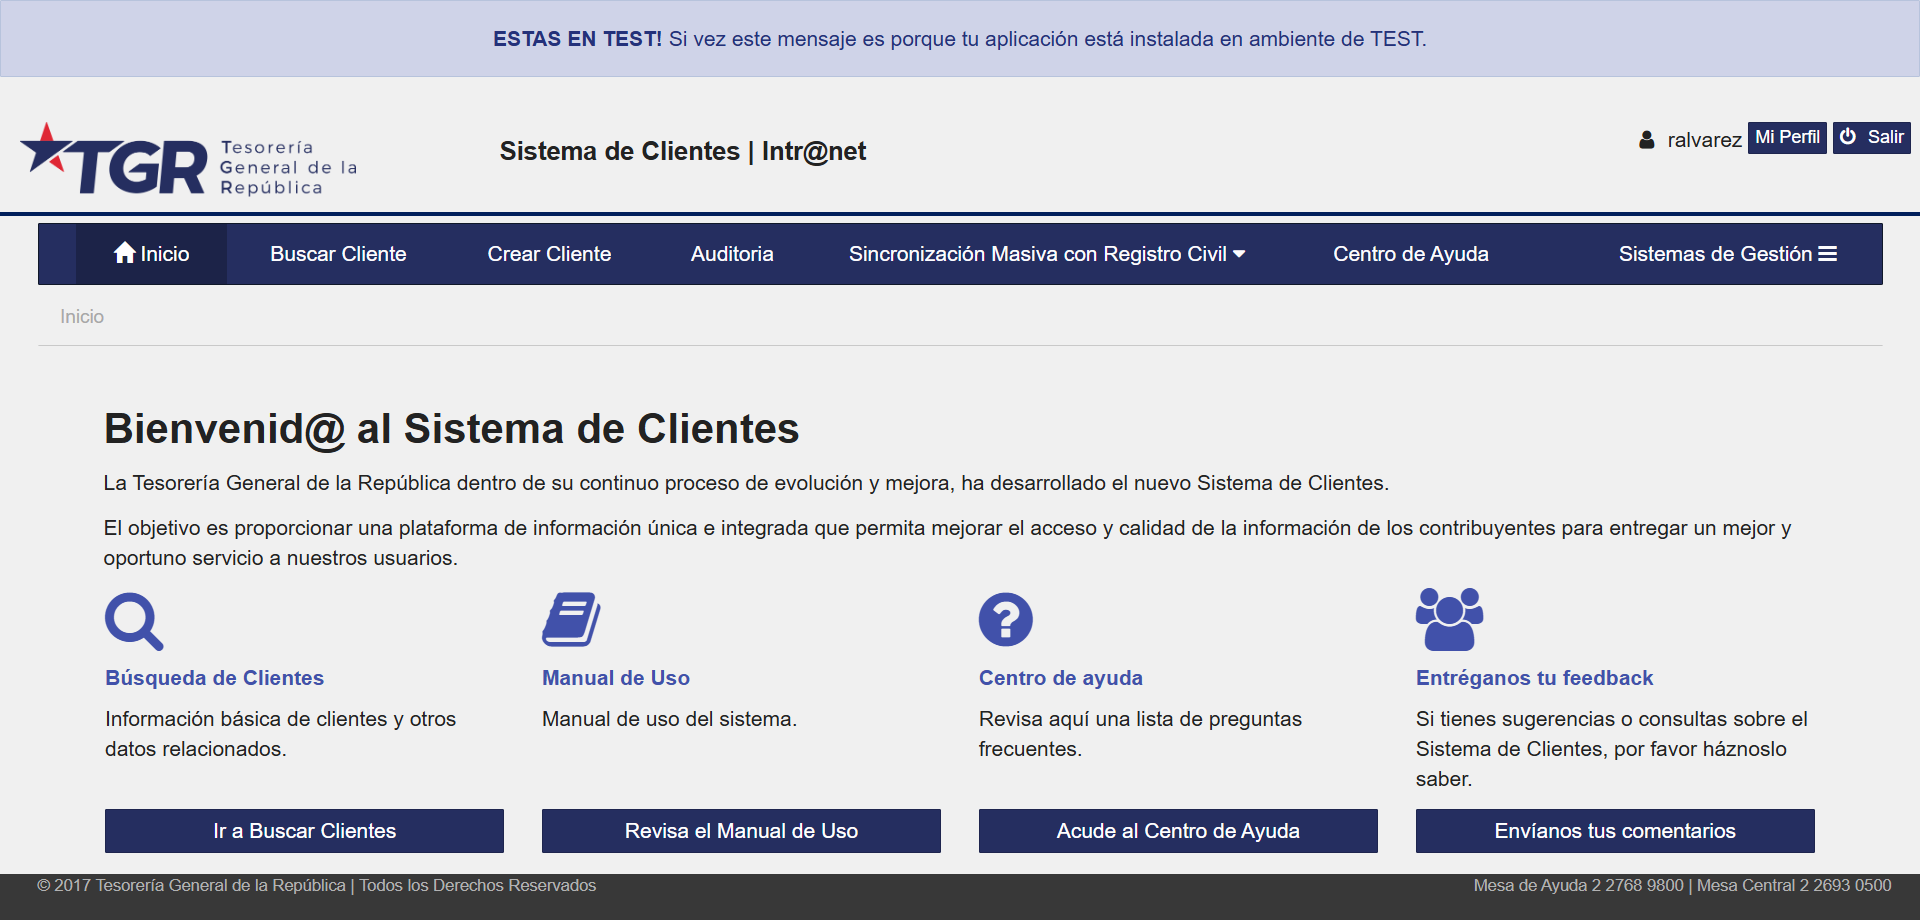 ESTAS EN TEST! Si vez este mensaje es porque tu aplicación está instalada en ambiente de TEST.
TGR
Tesorería
General de la
República
Sistema de Clientes | Intr@net
ralvarez Mi Perfil Salir
Inicio Buscar Cliente Crear Cliente Auditoria Sincronización Masiva con Registro Civil Centro de Ayuda Sistemas de Gestión
Inicio
Bienvenid@ al Sistema de Clientes
La Tesorería General de la República dentro de su continuo proceso de evolución y mejora, ha desarrollado el nuevo Sistema de Clientes.
El objetivo es proporcionar una plataforma de información única e integrada que permita mejorar el acceso y calidad de la información de los contribuyentes para entregar un mejor y
oportuno servicio a nuestros usuarios.
Búsqueda de Clientes
Información básica de clientes y otros
datos relacionados.
Ir a Buscar Clientes
Manual de Uso
Manual de uso del sistema.
Revisa el Manual de Uso
Centro de ayuda
Revisa aquí una lista de preguntas
frecuentes.
Acude al Centro de Ayuda
Entréganos tu feedback
Si tienes sugerencias o consultas sobre el
Sistema de Clientes, por favor háznoslo
saber.
Envíanos tus comentarios
© 2017 Tesorería General de la República | Todos los Derechos Reservados
Mesa de Ayuda 2 2768 9800 | Mesa Central 2 2693 0500